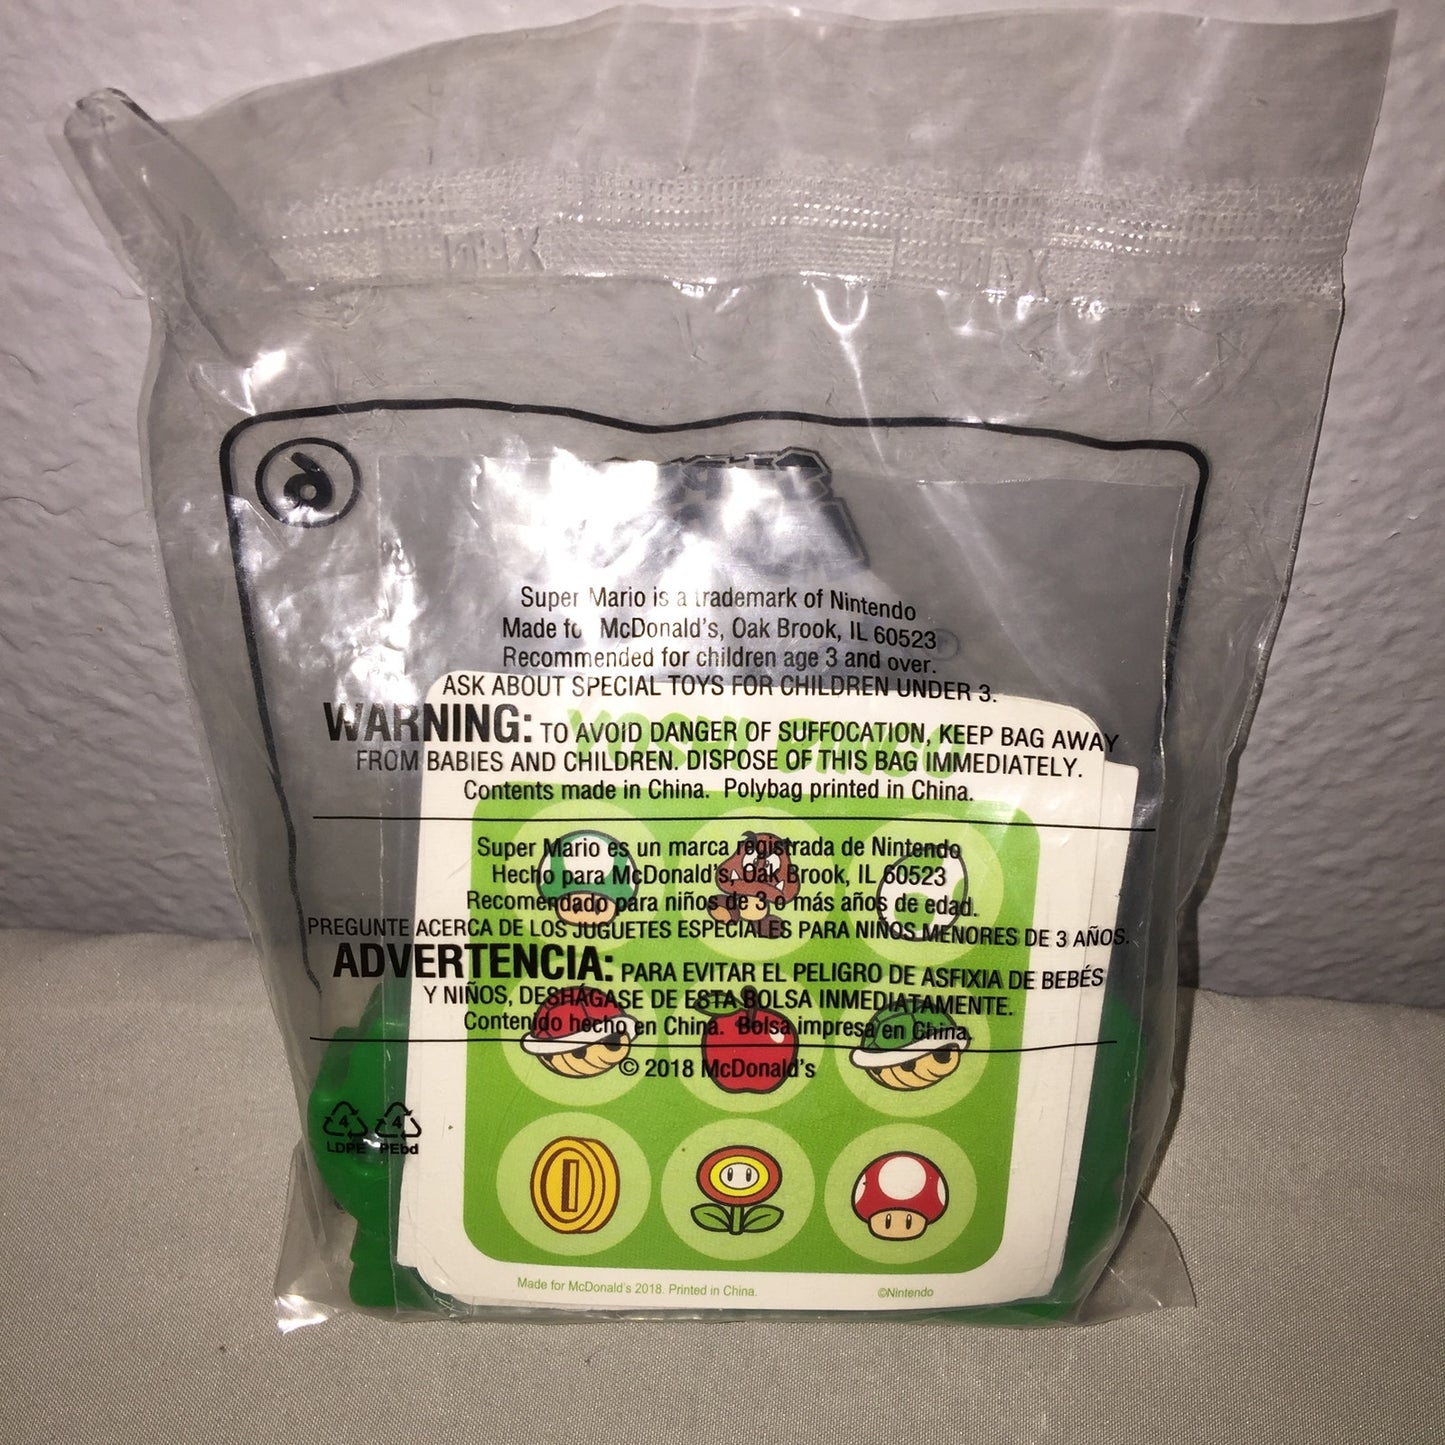 6
Super Mario is a trademark of Nintendo
Made for McDonald's, Oak Brook, IL 60523
Recommended for children age 3 and over.
ASK ABOUT SPECIAL TOYS FOR CHILDREN UNDER 3.
WARNING: TO AVOID DANGER OF SUFFOCATION, KEEP BAG AWAY
FROM BABIES AND CHILDREN. DISPOSE OF THIS BAG IMMEDIATELY.
Contents made in China. Polybag printed in China.
YOSHI BINGO
Super Mario es un marca registrada de Nintendo
Hecho para McDonald's, Oak Brook, IL 60523
Recomendado para niños de 3 o más años de edad.
PREGUNTE ACERCA DE LOS JUGUETES ESPECIALES PARA NIÑOS MENORES DE 3 AÑOS.
ADVERTENCIA: PARA EVITAR EL PELIGRO DE ASFIXIA DE BEBÉS
Y NIÑOS, DESHÁGASE DE ESTA BOLSA INMEDIATAMENTE.
Contenido hecho en China. Bolsa impresa en China.
© 2018 McDonald's
4 4
LDPE PEbd
Made for McDonald's 2018. Printed in China. ©Nintendo